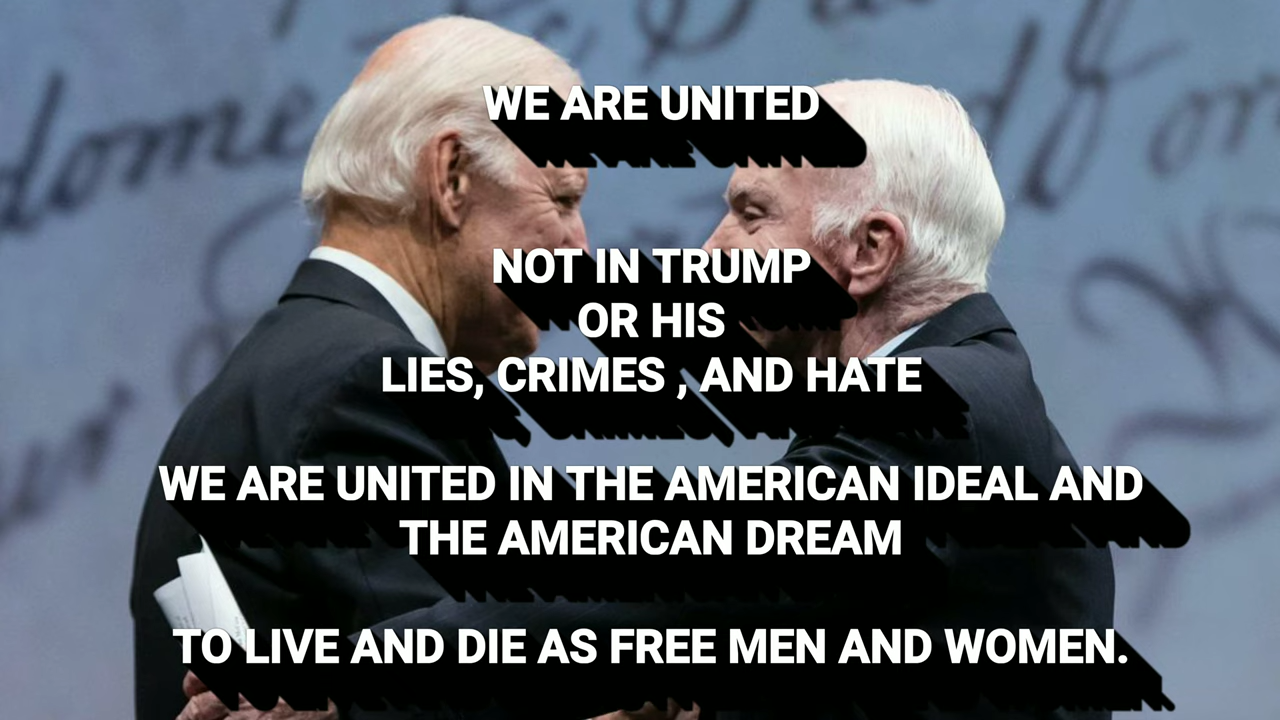 WE ARE UNITED
NOT IN TRUMP
OR HIS
LIES, CRIMES , AND HATE
WE ARE UNITED IN THE AMERICAN IDEAL AND
THE AMERICAN DREAM
TO LIVE AND DIE AS FREE MEN AND WOMEN.